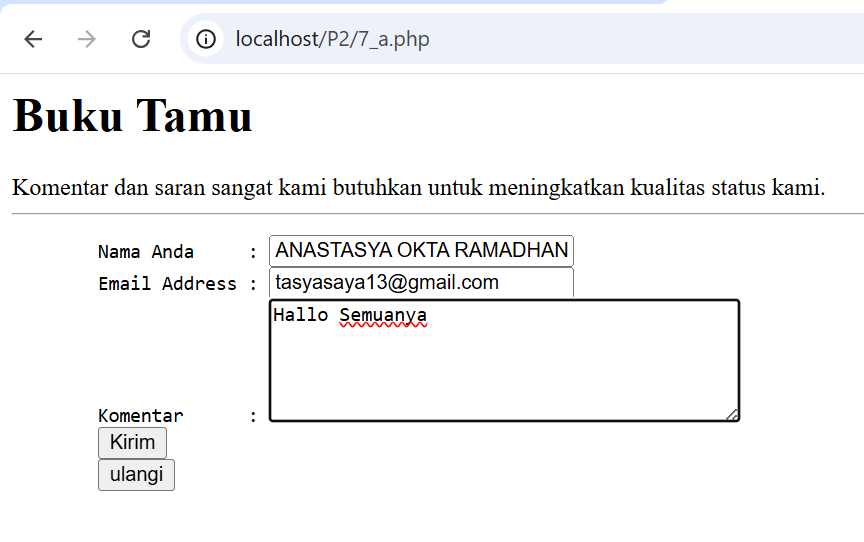 localhost/P2/7_a.php
Buku Tamu
Komentar dan saran sangat kami butuhkan untuk meningkatkan kualitas status kami.
Nama Anda : ANASTASYA OKTA RAMADHAN
Email Address : tasyasaya13@gmail.com
Hallo Semuanya
Komentar :
Kirim
ulangi